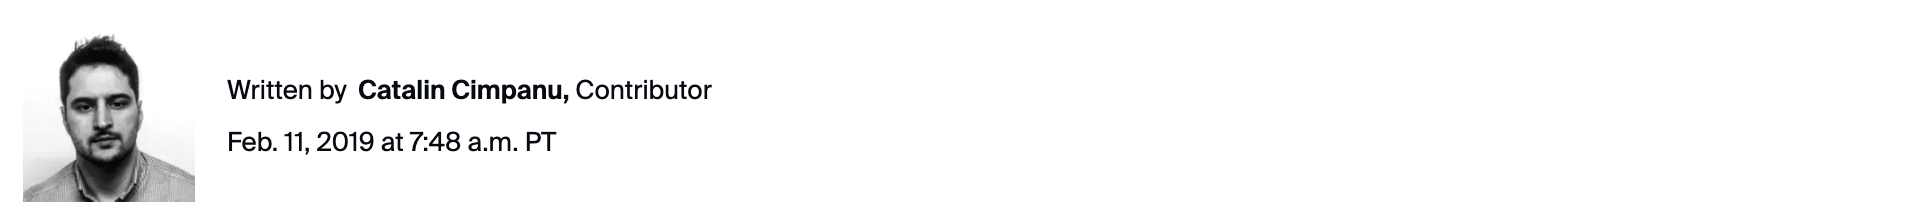 Written by Catalin Cimpanu, Contributor
Feb. 11, 2019 at 7:48 a.m. PT